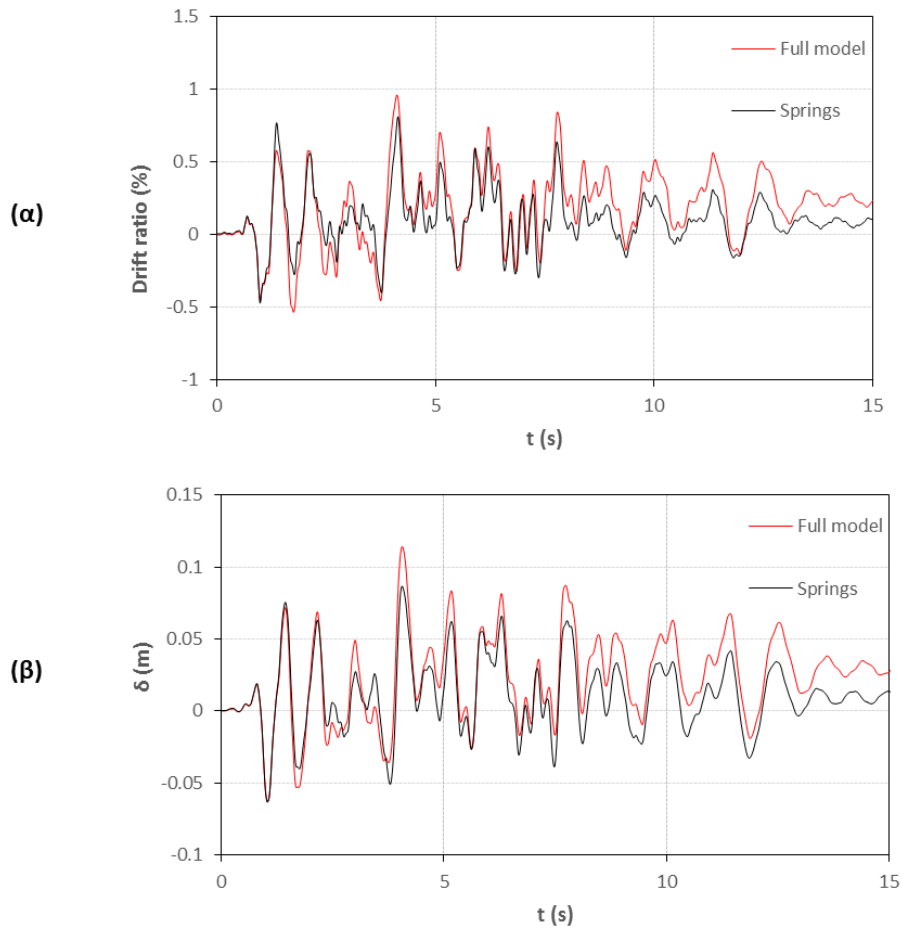 (α)
Drift ratio (%)
1.5
1
0.5
0
-0.5
-1
Full model
Springs
0 5 10 15
t (s)
(β)
δ (m)
0.15
0.1
0.05
0
-0.05
-0.1
Full model
Springs
0 5 10 15
t (s)